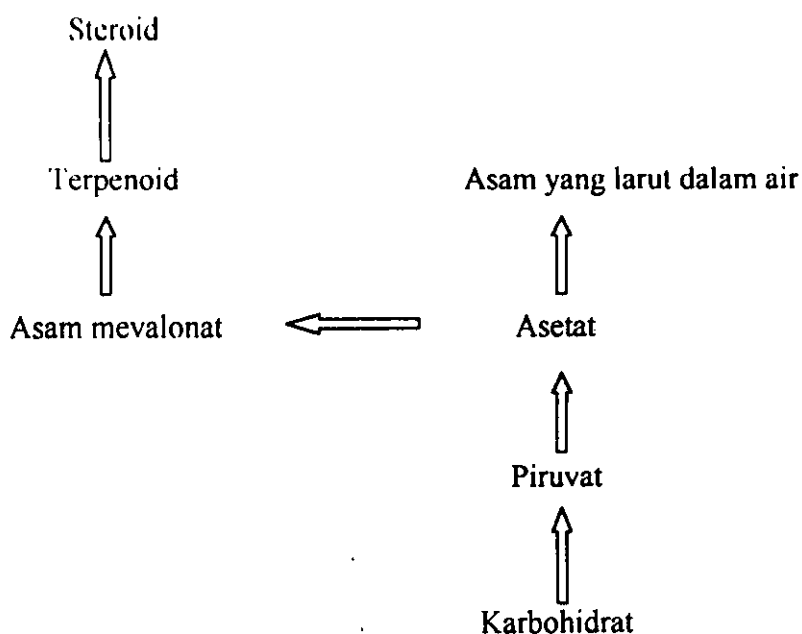 Steroid
Terpenoid
Asam yang larut dalam air
Asam mevalonat
Asetat
Piruvat
Karbohidrat